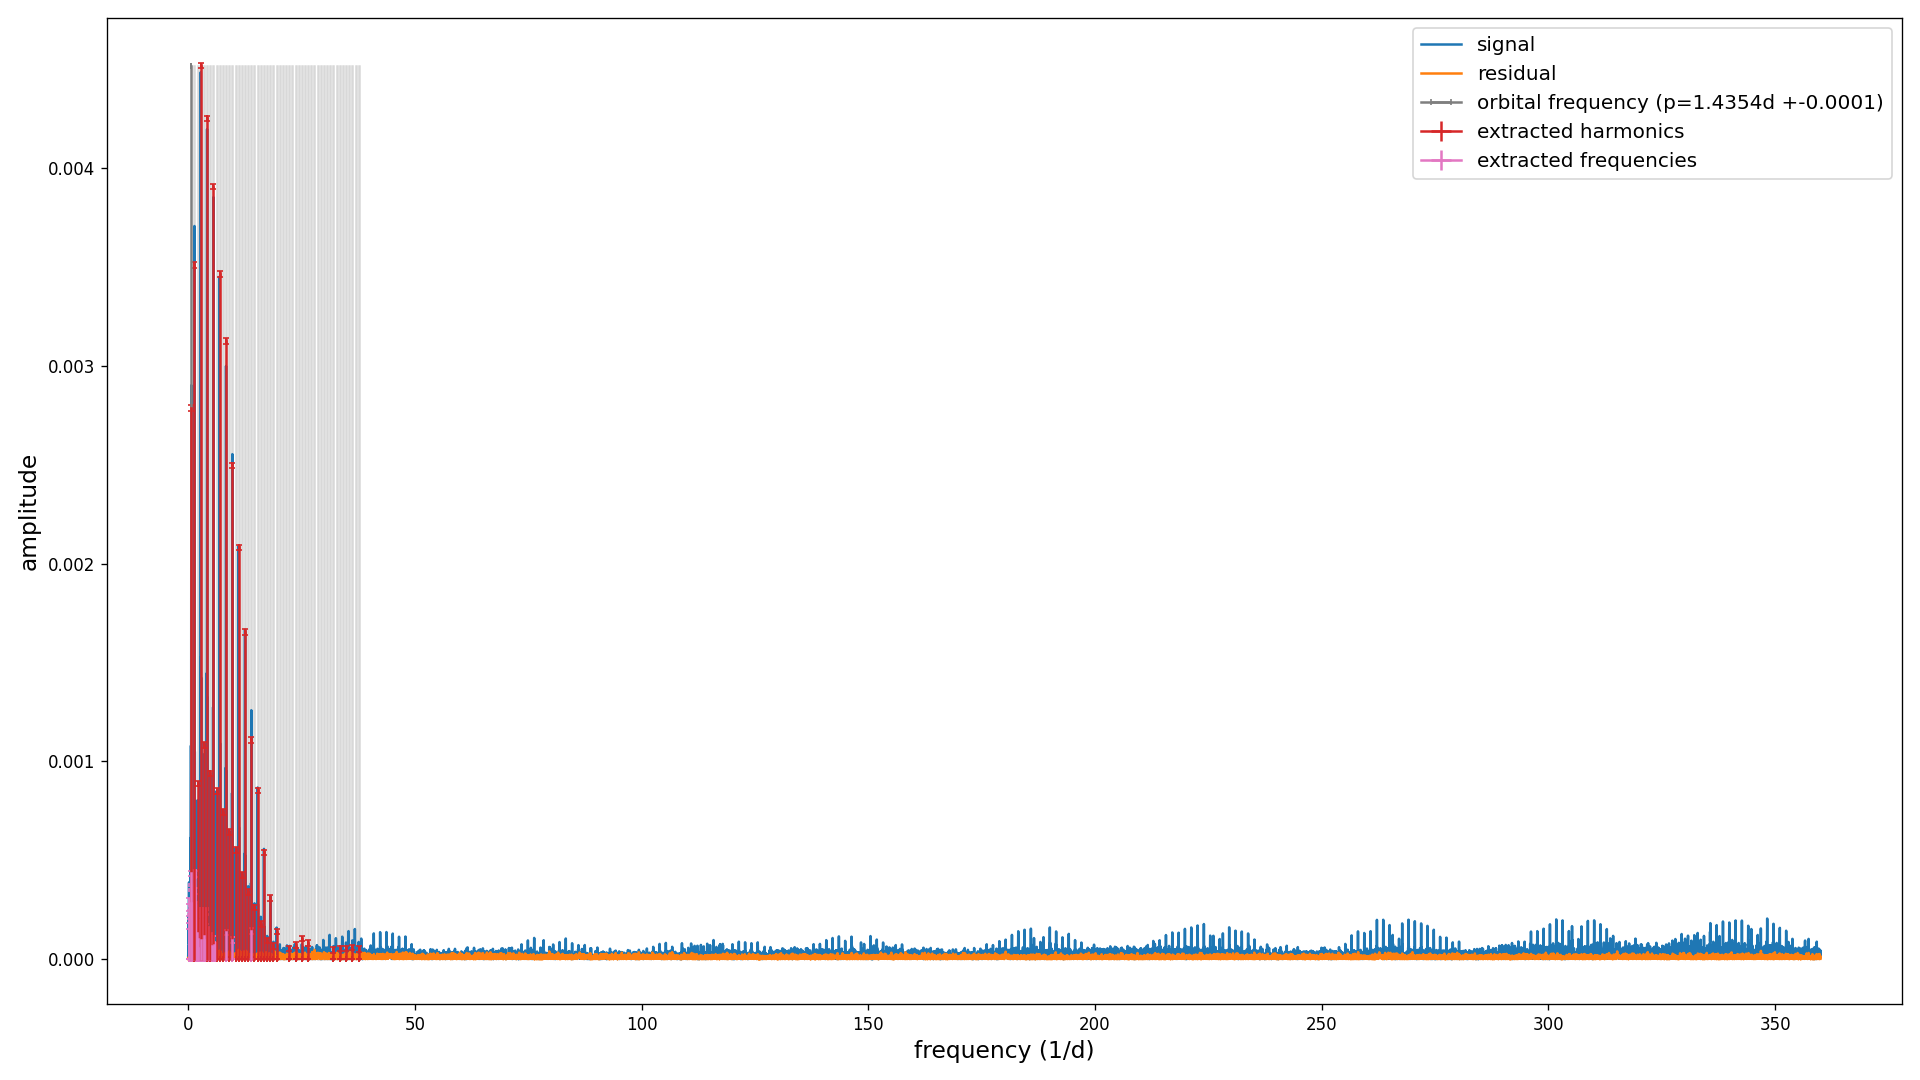 signal
residual
orbital frequency (p=1.4354d +-0.0001)
extracted harmonics
extracted frequencies
amplitude
0.004
0.003
0.002
0.001
0.000
0 50 100 150 200 250 300 350
frequency (1/d)